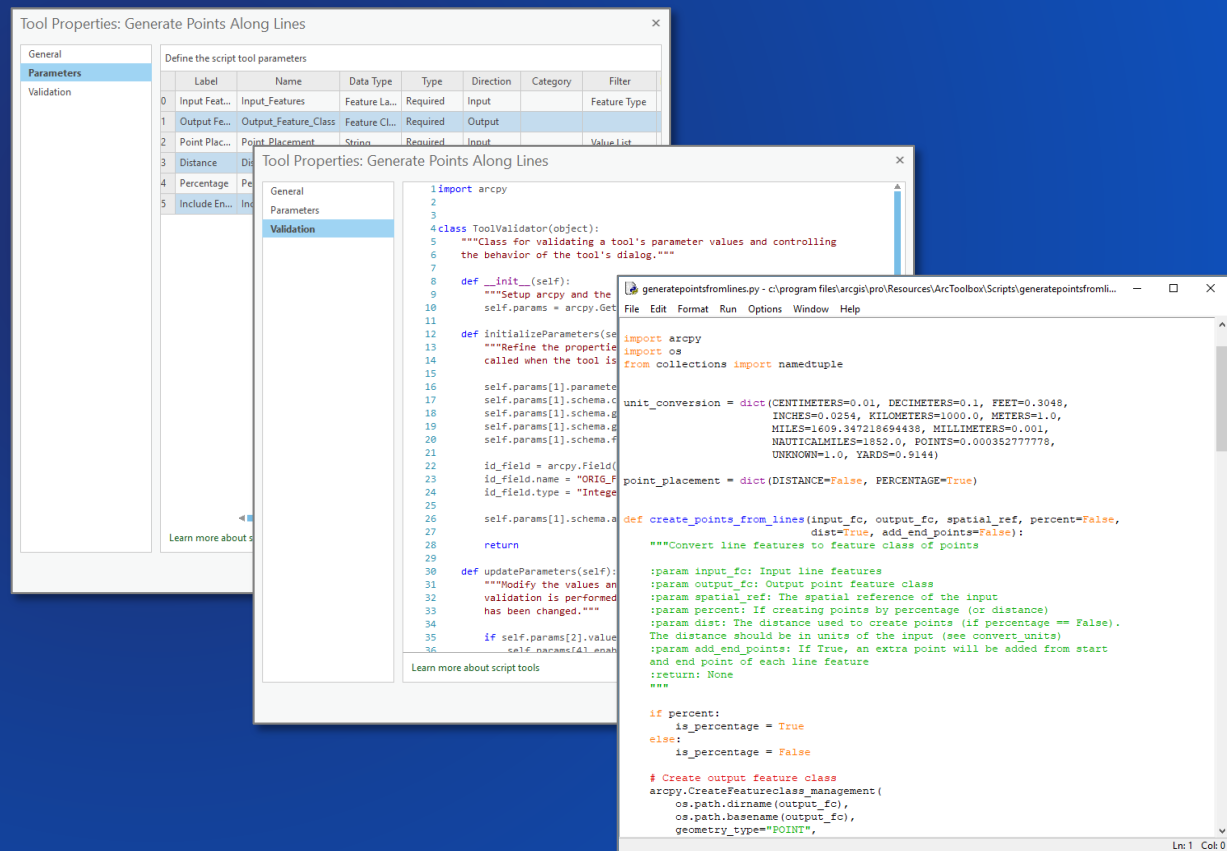 Tool Properties: Generate Points Along Lines
General
Parameters
Validation
Define the script tool parameters
Label Name Data Type Type Direction Category Filter
0 Input Feat... Input_Features Feature La... Required Input Feature Type
1 Output Fe... Output_Feature_Class Feature Cl... Required Output
2 Point Plac... Point_Placement String Required Input Value List
3 Distance
4 Percentage
5 Include En...
Learn more about
Tool Properties: Generate Points Along Lines
General
Parameters
Validation
1 import arcpy
2
3
4 class ToolValidator(object):
5 """Class for validating a tool's parameter values and controlling
6 the behavior of the tool's dialog."""
7
8 def __init__(self):
9 """Setup arcpy and the
10 self.params = arcpy.Get
11
12 def initializeParameters(se
13 """Refine the propertie
14 called when the tool is
15
16 self.params[1].paramete
17 self.params[1].schema.c
18 self.params[1].schema.g
19 self.params[1].schema.g
20 self.params[1].schema.f
21
22 id_field = arcpy.Field(
23 id_field.name = "ORIG_F
24 id_field.type = "Intege
25
26 self.params[1].schema.a
27
28 return
29
30 def updateParameters(self):
31 """Modify the values an
32 validation is performed
33 has been changed."""
34
35 if self.params[2].value
36 self.params[4].enab
Learn more about script tools
generatepointsfromlines.py - c:\program files\arcgis\pro\Resources\ArcToolbox\Scripts\generatepointsfromli...
File Edit Format Run Options Window Help
import arcpy
import os
from collections import namedtuple
unit_conversion = dict(CENTIMETERS=0.01, DECIMETERS=0.1, FEET=0.3048,
INCHES=0.0254, KILOMETERS=1000.0, METERS=1.0,
MILES=1609.347218694438, MILLIMETERS=0.001,
NAUTICALMILES=1852.0, POINTS=0.000352777778,
UNKNOWN=1.0, YARDS=0.9144)
point_placement = dict(DISTANCE=False, PERCENTAGE=True)
def create_points_from_lines(input_fc, output_fc, spatial_ref, percent=False,
dist=True, add_end_points=False):
"""Convert line features to feature class of points
:param input_fc: Input line features
:param output_fc: Output point feature class
:param spatial_ref: The spatial reference of the input
:param percent: If creating points by percentage (or distance)
:param dist: The distance used to create points (if percentage == False).
The distance should be in units of the input (see convert_units)
:param add_end_points: If True, an extra point will be added from start
and end point of each line feature
:return: None
"""
if percent:
is_percentage = True
else:
is_percentage = False
# Create output feature class
arcpy.CreateFeatureclass_management(
os.path.dirname(output_fc),
os.path.basename(output_fc),
geometry_type="POINT",
Ln: 1 Col: 0